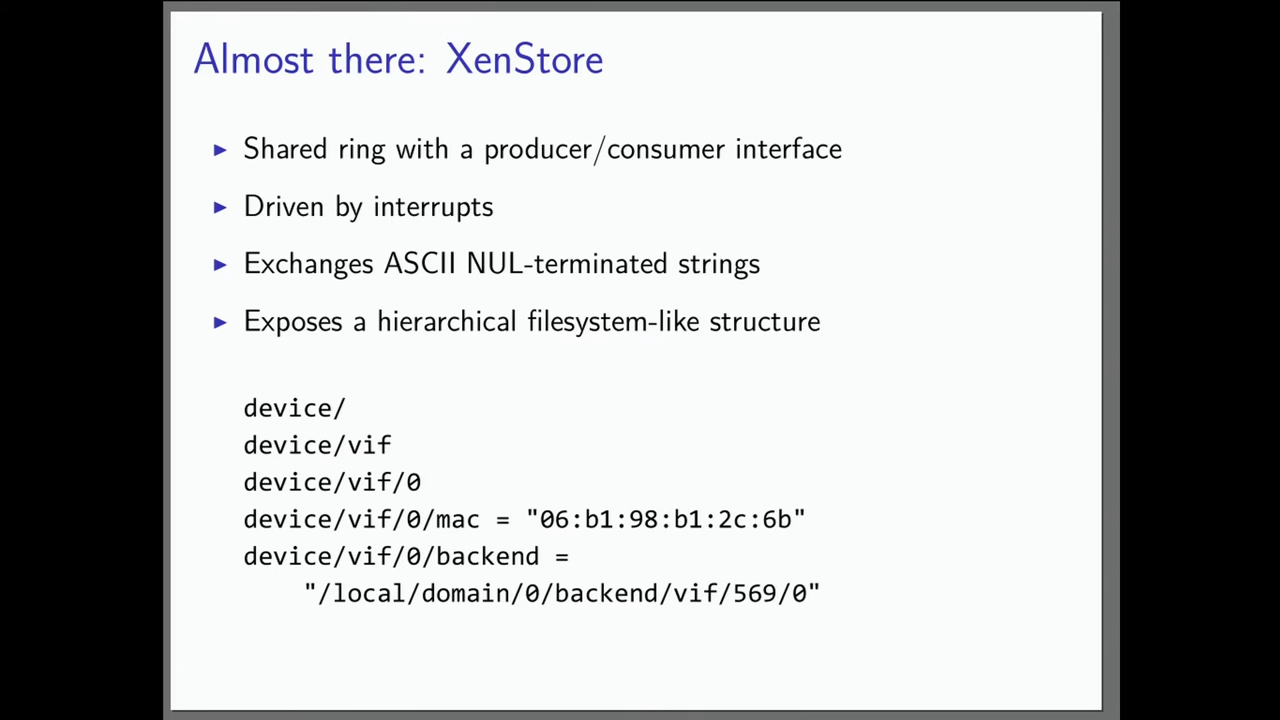 Almost there: XenStore
Shared ring with a producer/consumer interface
Driven by interrupts
Exchanges ASCII NUL-terminated strings
Exposes a hierarchical filesystem-like structure
device/
device/vif
device/vif/0
device/vif/0/mac = "06:b1:98:b1:2c:6b"
device/vif/0/backend =
"/local/domain/0/backend/vif/569/0"